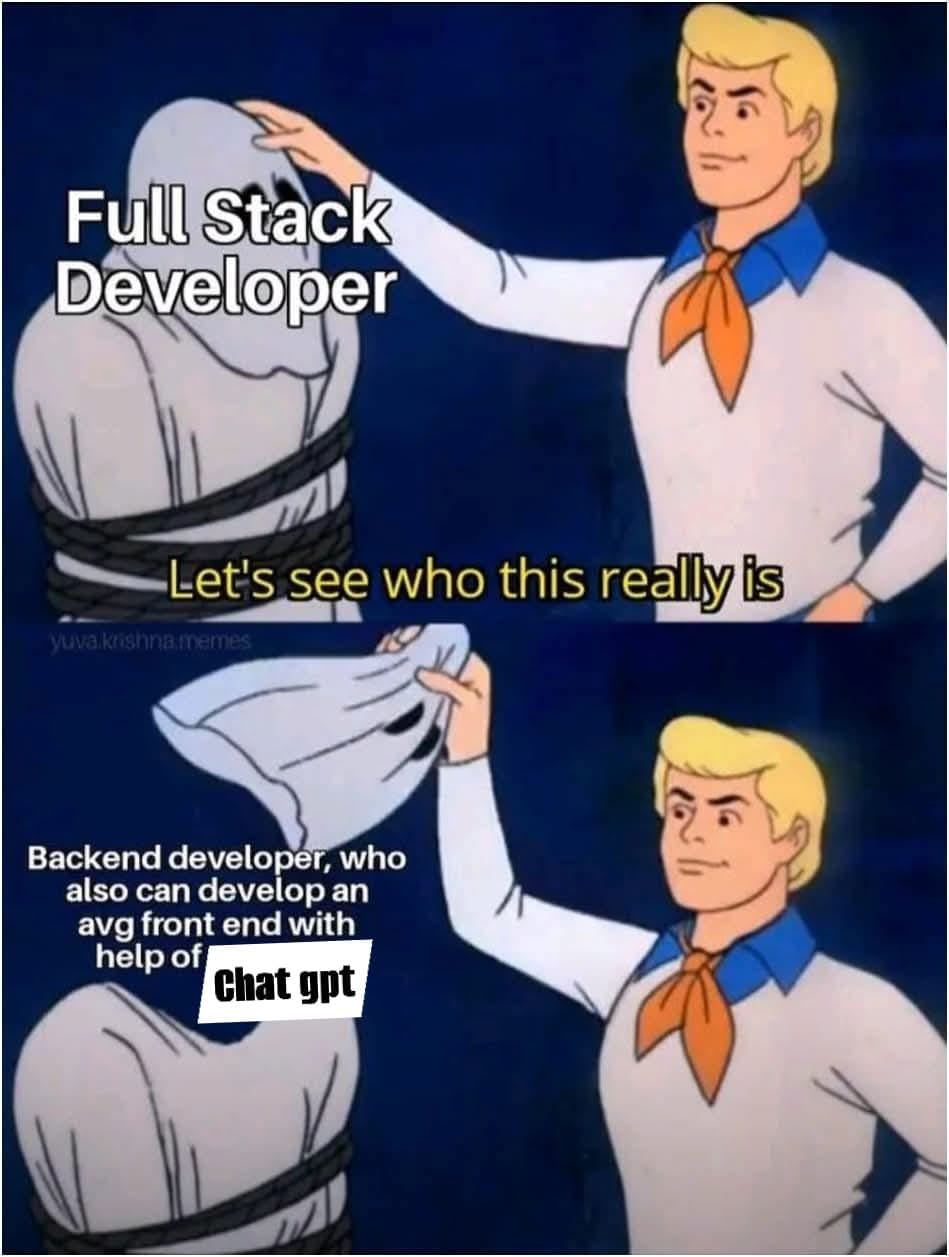 Full Stack
Developer
Let's see who this really is
yuva.krishna.memes
Backend developer, who
also can develop an
avg front end with
help of Chat gpt